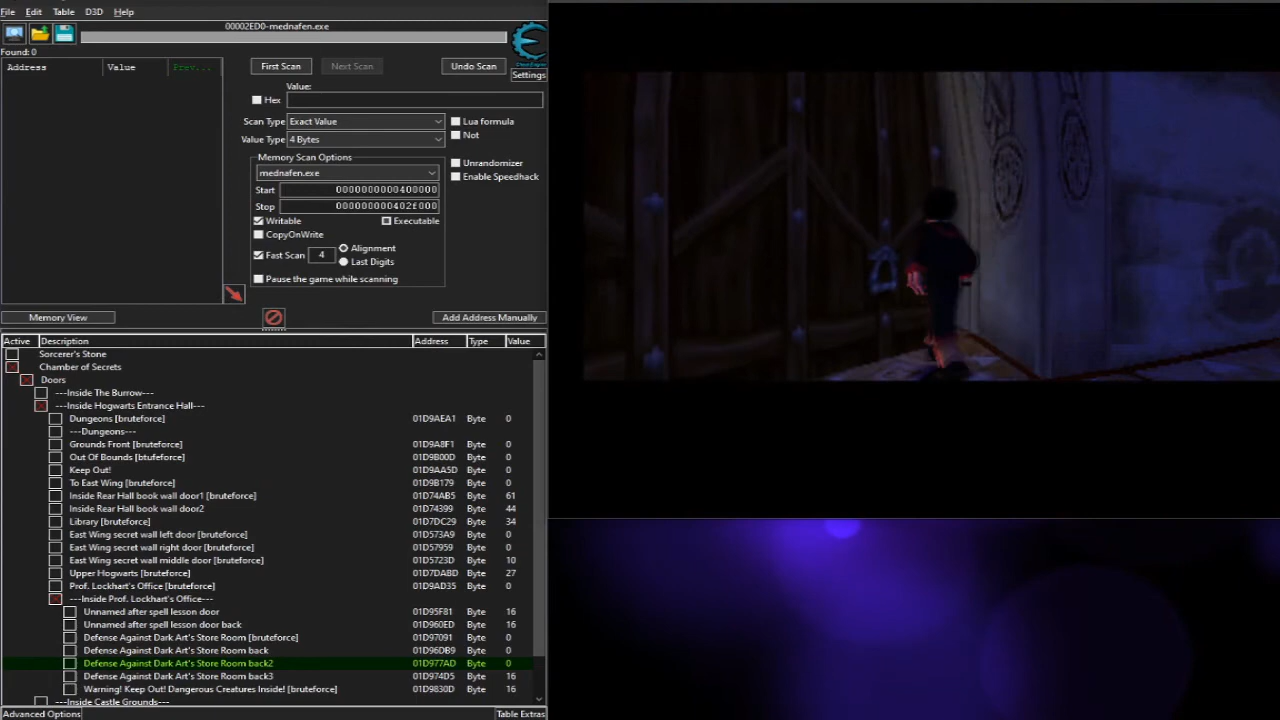 File Edit Table D3D Help
00002ED0-mednafen.exe
Found: 0
Address Value Prev...
First Scan Next Scan Undo Scan
Settings
Value:
Hex
Scan Type Exact Value Lua formula
Not
Value Type 4 Bytes
Memory Scan Options
Unrandomizer
mednafen.exe
Enable Speedhack
Start 0000000000400000
Stop 000000000402f000
Writable Executable
CopyOnWrite
Fast Scan 4 Alignment
Last Digits
Pause the game while scanning
Memory View Add Address Manually
Active Description Address Type Value
Sorcerer's Stone
Chamber of Secrets
Doors
---Inside The Burrow---
---Inside Hogwarts Entrance Hall---
Dungeons [bruteforce] 01D9AEA1 Byte 0
---Dungeons---
Grounds Front [bruteforce] 01D9A8F1 Byte 0
Out Of Bounds [btutefoce] 01D9B00D Byte 0
Keep Out! 01D9AA5D Byte 0
To East Wing [bruteforce] 01D9B179 Byte 0
Inside Rear Hall book wall door1 [bruteforce] 01D74AB5 Byte 61
Inside Rear Hall book wall door2 01D74399 Byte 44
Library [bruteforce] 01D7DC29 Byte 34
East Wing secret wall left door [bruteforce] 01D573A9 Byte 0
East Wing secret wall right door [bruteforce] 01D57959 Byte 0
East Wing secret wall middle door [bruteforce] 01D5723D Byte 10
Upper Hogwarts [bruteforce] 01D7DABD Byte 27
Prof. Lockhart's Office [bruteforce] 01D9AD35 Byte 0
---Inside Prof. Lockhart's Office---
Unnamed after spell lesson door 01D95F81 Byte 16
Unnamed after spell lesson door back 01D960ED Byte 16
Defense Against Dark Art's Store Room [bruteforce] 01D97091 Byte 0
Defense Against Dark Art's Store Room back 01D96DB9 Byte 0
Defense Against Dark Art's Store Room back2 01D977AD Byte 0
Defense Against Dark Art's Store Room back3 01D974D5 Byte 16
Warning! Keep Out! Dangerous Creatures Inside! [bruteforce] 01D9830D Byte 16
---Inside Castle Grounds---
Advanced Options Table Extras